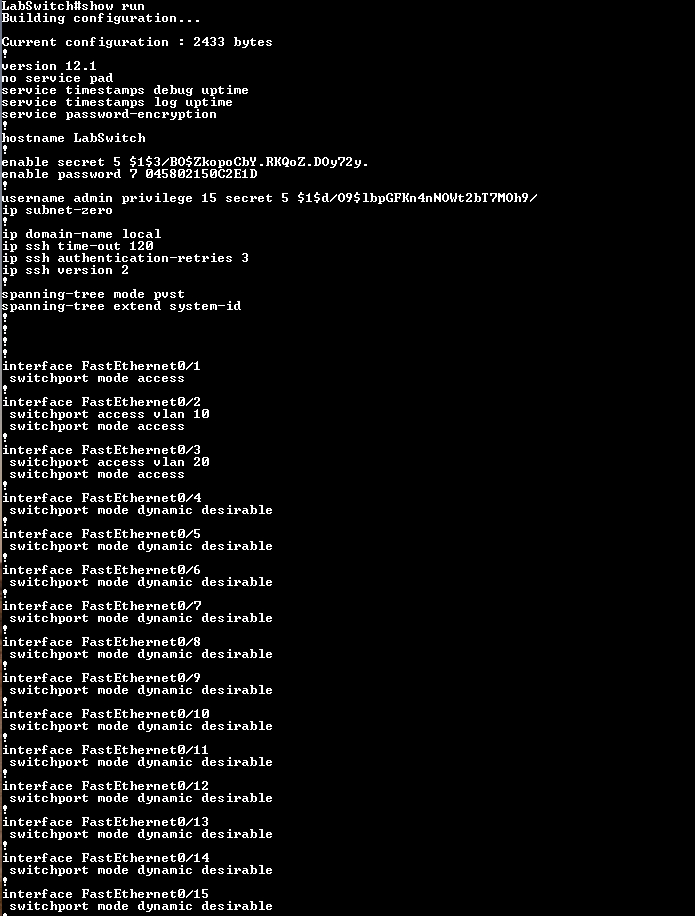 LabSwitch#show run
Building configuration...
Current configuration : 2433 bytes
!
version 12.1
no service pad
service timestamps debug uptime
service timestamps log uptime
service password-encryption
!
hostname LabSwitch
!
enable secret 5 $1$3/BO$ZkopoCbY.RKQoZ.DOy72y.
enable password 7 045802150C2E1D
!
username admin privilege 15 secret 5 $1$d/O9$lbpGFKn4nNOWt2bT7MOh9/
ip subnet-zero
!
ip domain-name local
ip ssh time-out 120
ip ssh authentication-retries 3
ip ssh version 2
!
spanning-tree mode pvst
spanning-tree extend system-id
!
!
!
!
interface FastEthernet0/1
switchport mode access
!
interface FastEthernet0/2
switchport access vlan 10
switchport mode access
!
interface FastEthernet0/3
switchport access vlan 20
switchport mode access
!
interface FastEthernet0/4
switchport mode dynamic desirable
!
interface FastEthernet0/5
switchport mode dynamic desirable
!
interface FastEthernet0/6
switchport mode dynamic desirable
!
interface FastEthernet0/7
switchport mode dynamic desirable
!
interface FastEthernet0/8
switchport mode dynamic desirable
!
interface FastEthernet0/9
switchport mode dynamic desirable
!
interface FastEthernet0/10
switchport mode dynamic desirable
!
interface FastEthernet0/11
switchport mode dynamic desirable
!
interface FastEthernet0/12
switchport mode dynamic desirable
!
interface FastEthernet0/13
switchport mode dynamic desirable
!
interface FastEthernet0/14
switchport mode dynamic desirable
!
interface FastEthernet0/15
switchport mode dynamic desirable
!